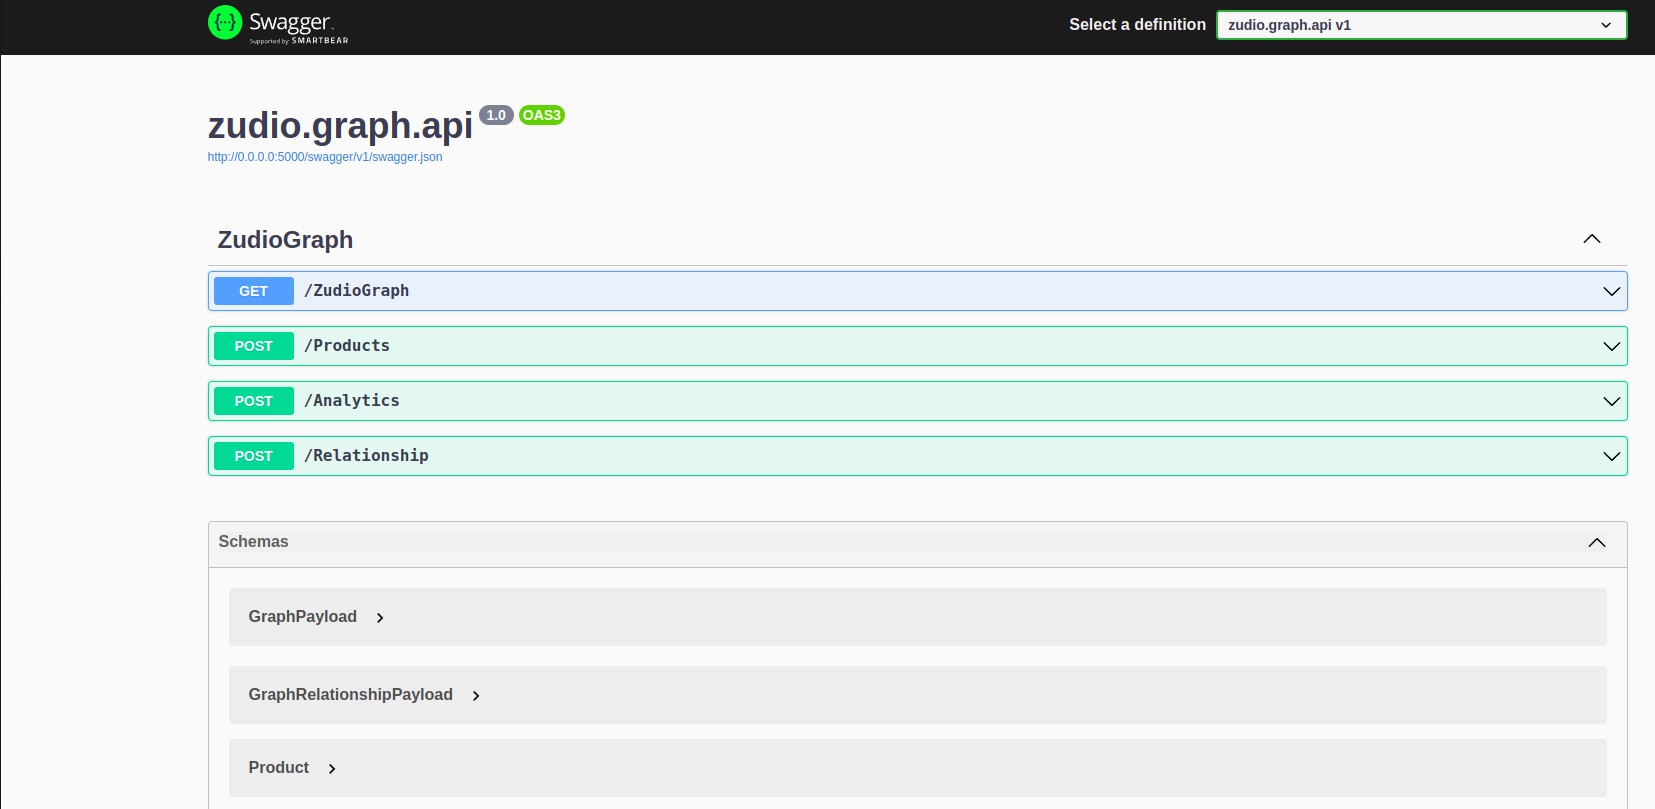 Swagger
Supported by SMARTBEAR
Select a definition
zudio.graph.api v1
zudio.graph.api 1.0 OAS3
http://0.0.0.0:5000/swagger/v1/swagger.json
ZudioGraph
GET /ZudioGraph
POST /Products
POST /Analytics
POST /Relationship
Schemas
GraphPayload
GraphRelationshipPayload
Product